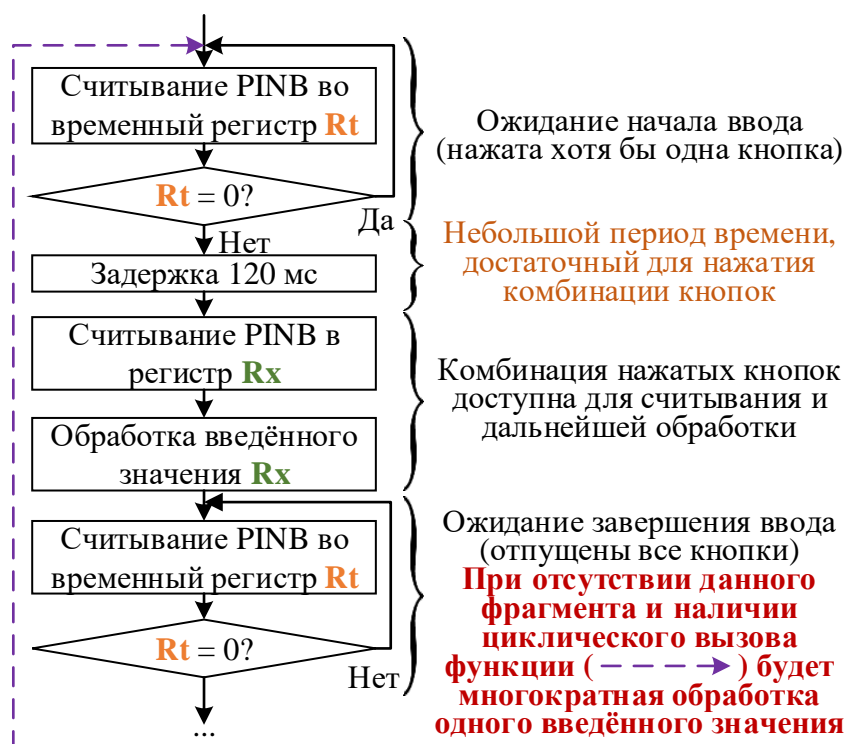 Считывание PINB во
временный регистр Rt
Rt = 0?
Да
Нет
Ожидание начала ввода
(нажата хотя бы одна кнопка)
Задержка 120 мс
Небольшой период времени,
достаточный для нажатия
комбинации кнопок
Считывание PINB в
регистр Rx
Обработка введённого
значения Rx
Комбинация нажатых кнопок
доступна для считывания и
дальнейшей обработки
Считывание PINB во
временный регистр Rt
Rt = 0?
Нет
...
Ожидание завершения ввода
(отпущены все кнопки)
При отсутствии данного
фрагмента и наличии
циклического вызова
функции ( ) будет
многократная обработка
одного введённого значения